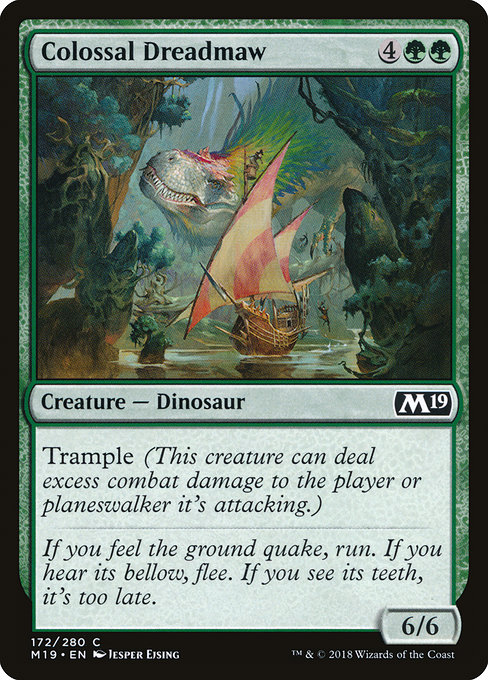 Colossal Dreadmaw 4
Creature — Dinosaur M19
Trample (This creature can deal
excess combat damage to the player or
planeswalker it's attacking.)
If you feel the ground quake, run. If you
hear its bellow, flee. If you see its teeth,
it's too late.
6/6
172/280 C
M19 • EN Jesper Ejsing ™ & © 2018 Wizards of the Coast